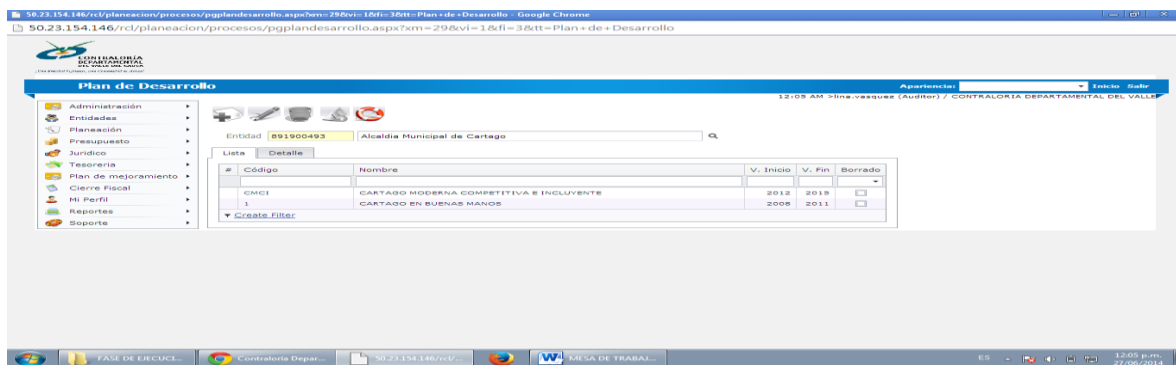 50.23.154.146/rcl/planeacion/procesos/pgplandesarrollo.aspx?xm=29&vi=1&fi=3&tt=Plan+de+Desarrollo - Google Chrome
50.23.154.146/rcl/planeacion/procesos/pgplandesarrollo.aspx?xm=29&vi=1&fi=3&tt=Plan+de+Desarrollo
CONTRALORÍA
DEPARTAMENTAL
DEL VALLE DEL CAUCA
Plan de Desarrollo
Apariencia: Inicio Salir
12:05 AM >lina.vasquez (Auditor) / CONTRALORIA DEPARTAMENTAL DEL VALLE
Administración
Entidades
Planeación
Presupuesto
Jurídico
Tesorería
Plan de mejoramiento
Cierre Fiscal
Mi Perfil
Reportes
Soporte
Entidad 891900493 Alcaldia Municipal de Cartago
Lista Detalle
# Código Nombre V. Inicio V. Fin Borrado
CMCI CARTAGO MODERNA COMPETITIVA E INCLUYENTE 2012 2015
1 CARTAGO EN BUENAS MANOS 2008 2011
Create Filter
FASE DE EJECUCI... Contraloria Depar... 50.23.154.146/rcl/... MESA DE TRABAJ... ES 12:05 p.m.
27/06/2014